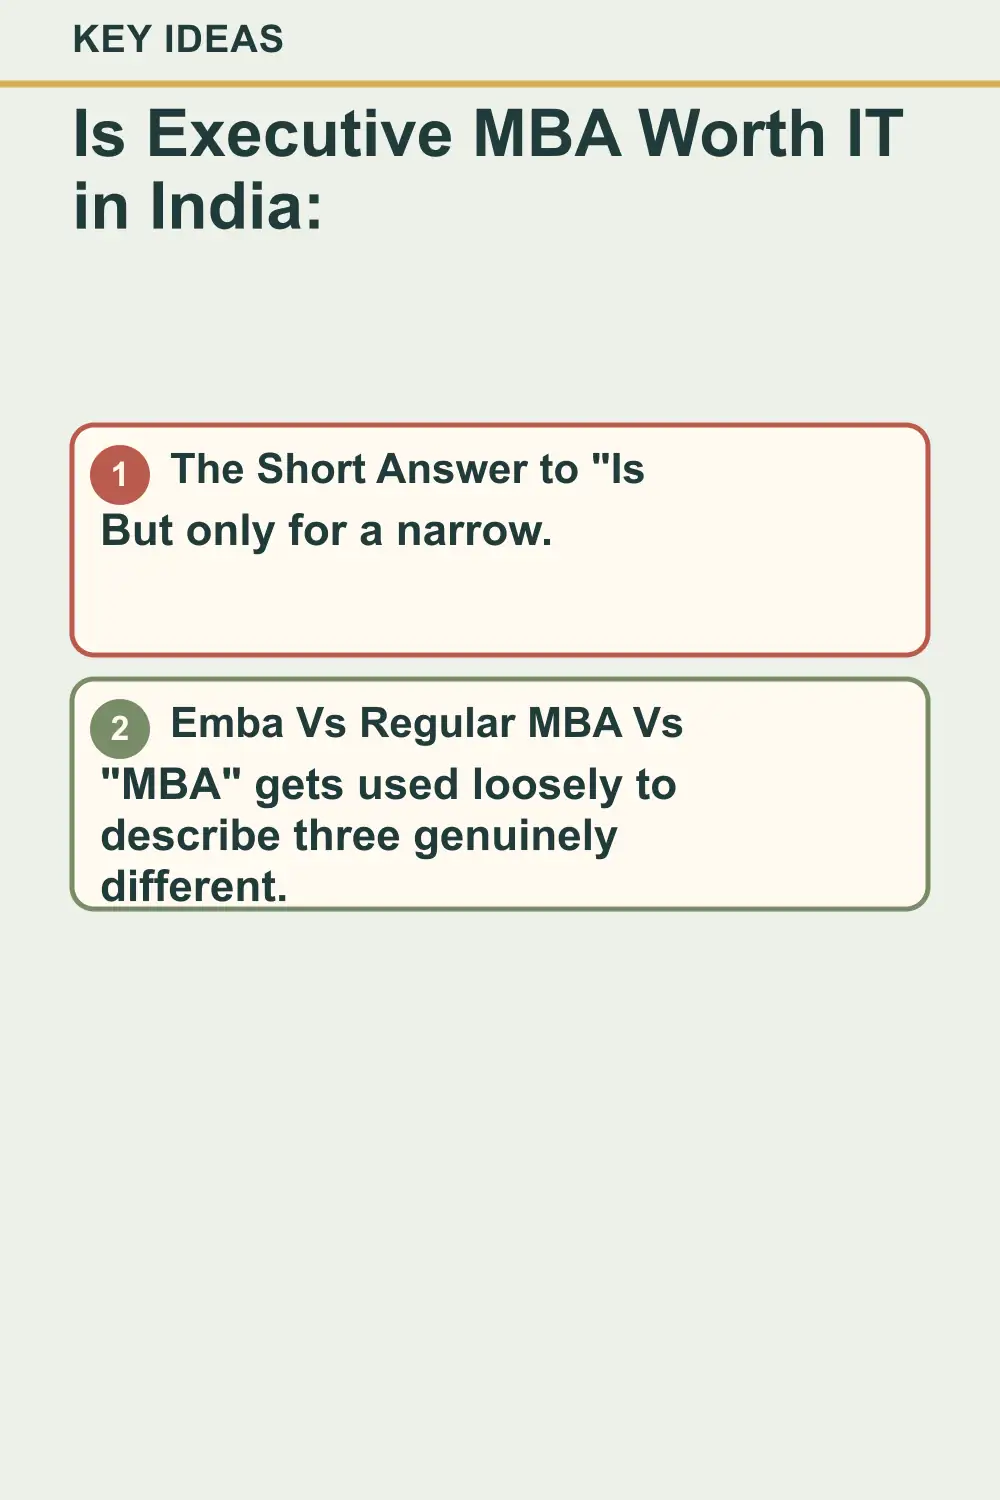 KEY IDEAS
Is Executive MBA Worth IT
in India:
1 The Short Answer to "Is
But only for a narrow.
2 Emba Vs Regular MBA Vs
"MBA" gets used loosely to
describe three genuinely
different.